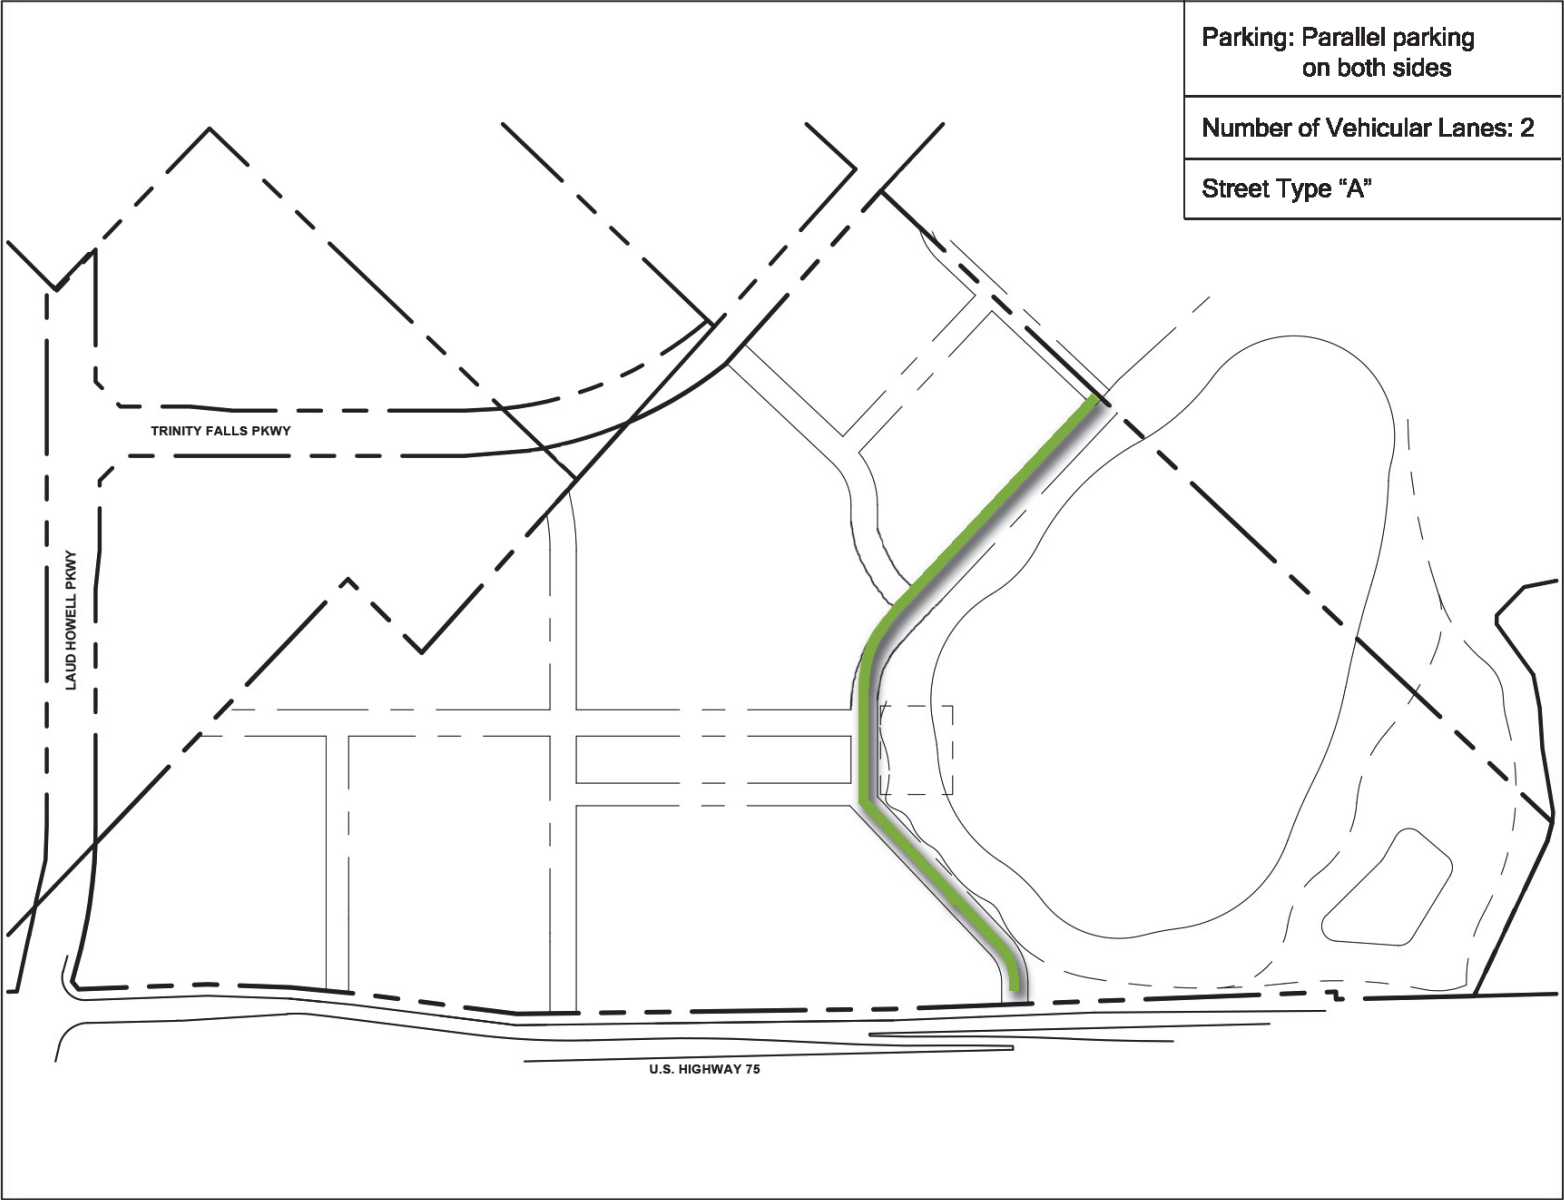 Parking: Parallel parking
on both sides
Number of Vehicular Lanes: 2
Street Type “A”
TRINITY FALLS PKWY
LAUD HOWELL PKWY
U.S. HIGHWAY 75